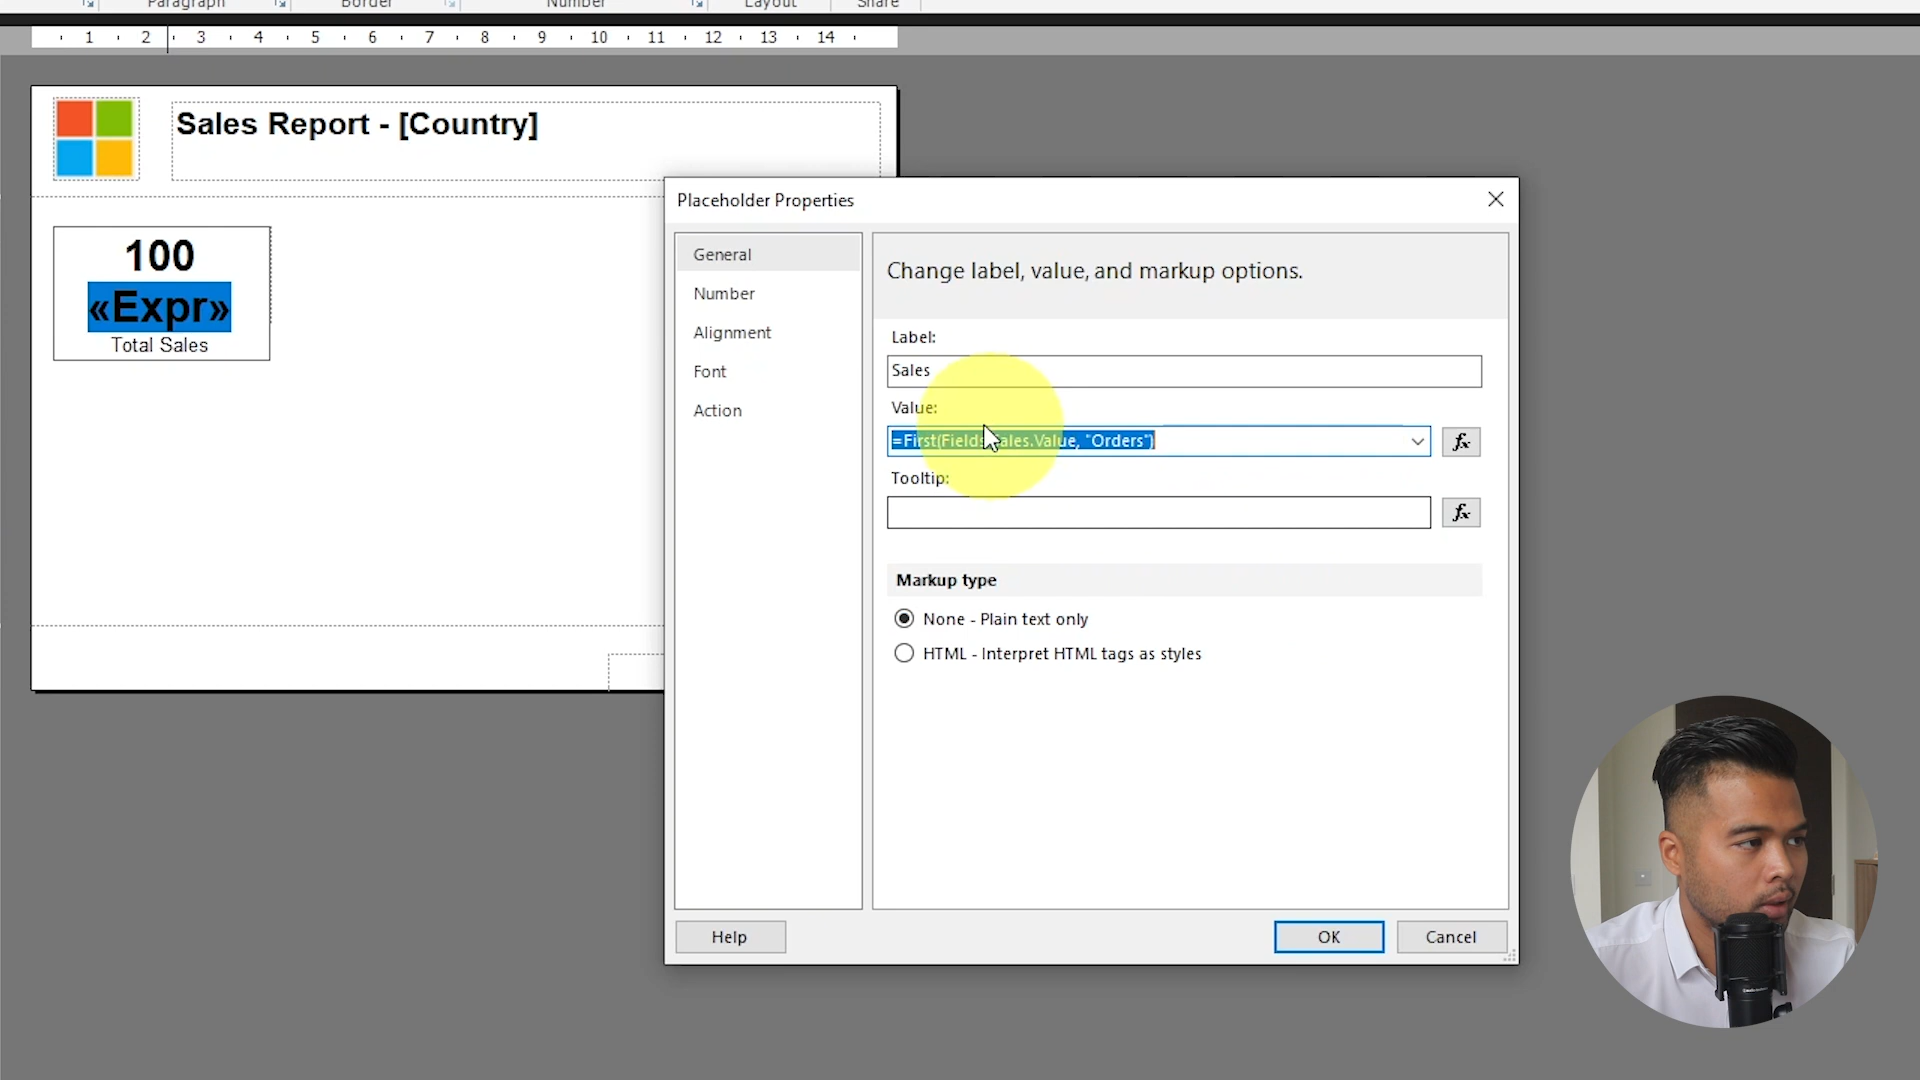 Paragraph Border Number Layout Share
1 2 3 4 5 6 7 8 9 10 11 12 13 14
Sales Report - [Country]
100
«Expr»
Total Sales
Placeholder Properties
General
Number
Alignment
Font
Action
Change label, value, and markup options.
Label:
Sales
Value:
=First(Fields!Sales.Value, "Orders")
fx
Tooltip:
fx
Markup type
None - Plain text only
HTML - Interpret HTML tags as styles
Help
OK
Cancel